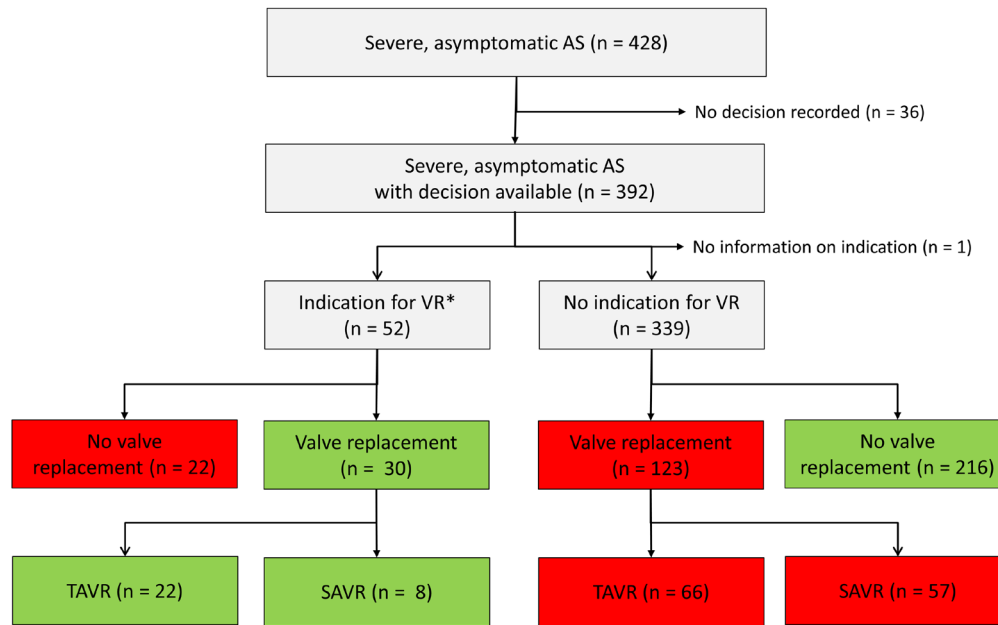 Severe, asymptomatic AS (n = 428)
No decision recorded (n = 36)
Severe, asymptomatic AS
with decision available (n = 392)
No information on indication (n = 1)
Indication for VR*
(n = 52)
No indication for VR
(n = 339)
No valve
replacement (n = 22)
Valve replacement
(n =  30)
Valve replacement
(n = 123)
No valve
replacement (n = 216)
TAVR (n = 22)
SAVR (n =  8)
TAVR (n = 66)
SAVR (n = 57)